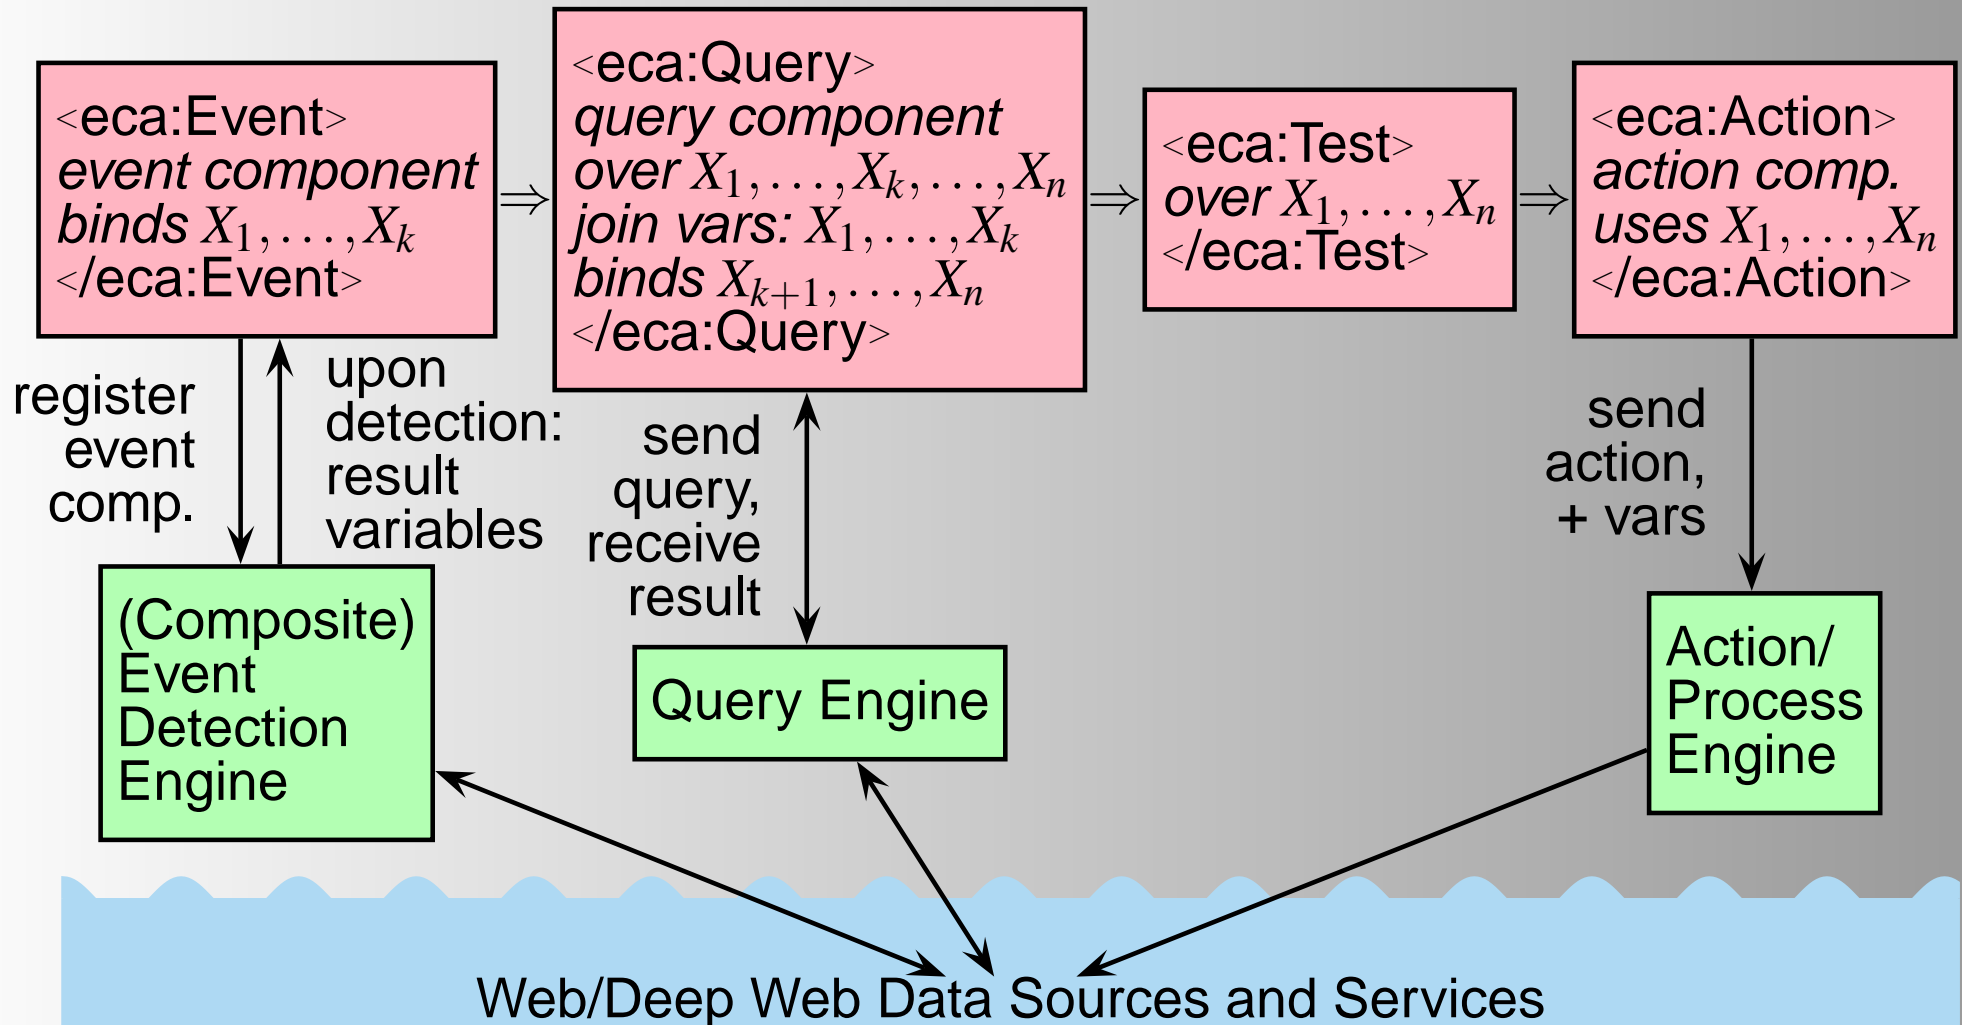 <eca:Event>
event component
binds X₁,...,Xₖ
</eca:Event>
⇒
<eca:Query>
query component
over X₁,...,Xₖ,...,Xₙ
join vars: X₁,...,Xₖ
binds Xₖ₊₁,...,Xₙ
</eca:Query>
⇒
<eca:Test>
over X₁,...,Xₙ
</eca:Test>
⇒
<eca:Action>
action comp.
uses X₁,...,Xₙ
</eca:Action>
register
event
comp.
upon
detection:
result
variables
send
query,
receive
result
send
action,
+ vars
(Composite)
Event
Detection
Engine
Query Engine
Action/
Process
Engine
Web/Deep Web Data Sources and Services